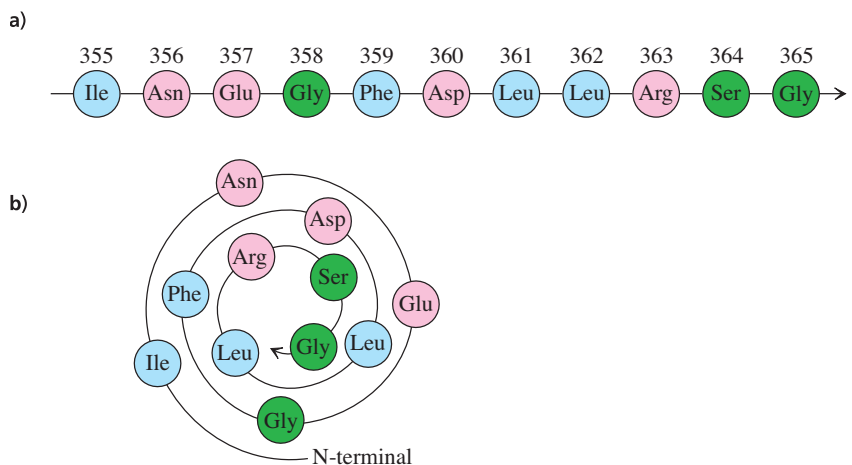 a)
355 356 357 358 359 360 361 362 363 364 365
Ile Asn Glu Gly Phe Asp Leu Leu Arg Ser Gly
b)
Asn
Asp
Arg
Ser
Phe
Glu
Leu
Gly
Leu
Ile
Gly
N-terminal